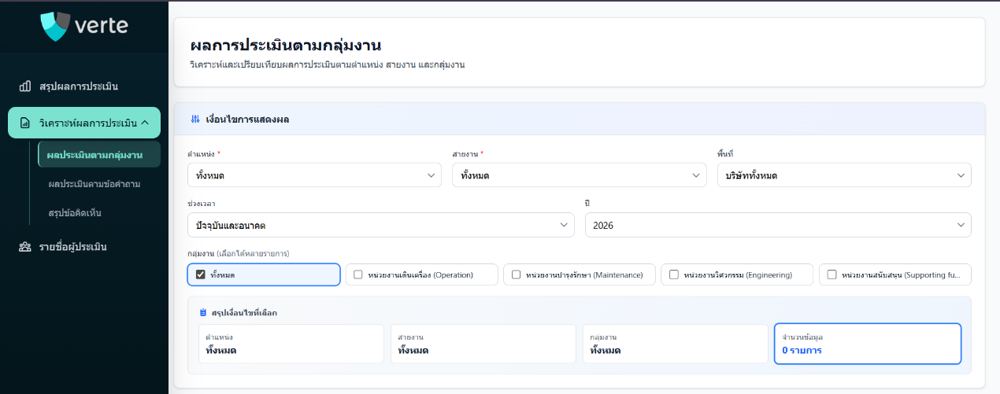 verte
สรุปผลการประเมิน
วิเคราะห์ผลการประเมิน
ผลประเมินตามกลุ่มงาน
ผลประเมินตามข้อคำถาม
สรุปข้อคิดเห็น
รายชื่อผู้ประเมิน
ผลการประเมินตามกลุ่มงาน
วิเคราะห์และเปรียบเทียบผลการประเมินตามตำแหน่ง สายงาน และกลุ่มงาน
เงื่อนไขการแสดงผล
ตำแหน่ง * สายงาน * พื้นที่
ทั้งหมด ทั้งหมด บริษัททั้งหมด
ช่วงเวลา ปี
ปัจจุบันและอนาคต 2026
กลุ่มงาน (เลือกได้หลายรายการ)
ทั้งหมด หน่วยงานเดินเครื่อง (Operation) หน่วยงานบำรุงรักษา (Maintenance) หน่วยงานวิศวกรรม (Engineering) หน่วยงานสนับสนุน (Supporting fu...
สรุปเงื่อนไขที่เลือก
ตำแหน่ง สายงาน กลุ่มงาน จำนวนข้อมูล
ทั้งหมด ทั้งหมด ทั้งหมด 0 รายการ